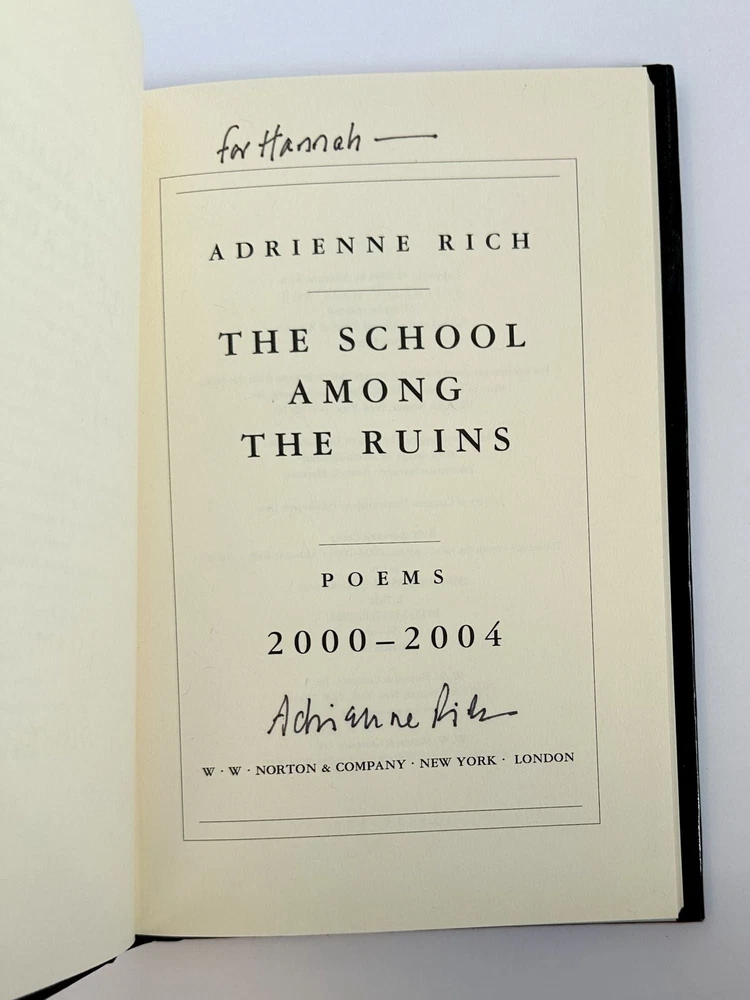 for Hannah —
ADRIENNE RICH
THE SCHOOL
AMONG
THE RUINS
POEMS
2000–2004
Adrienne Rich
W · W · NORTON & COMPANY · NEW YORK · LONDON